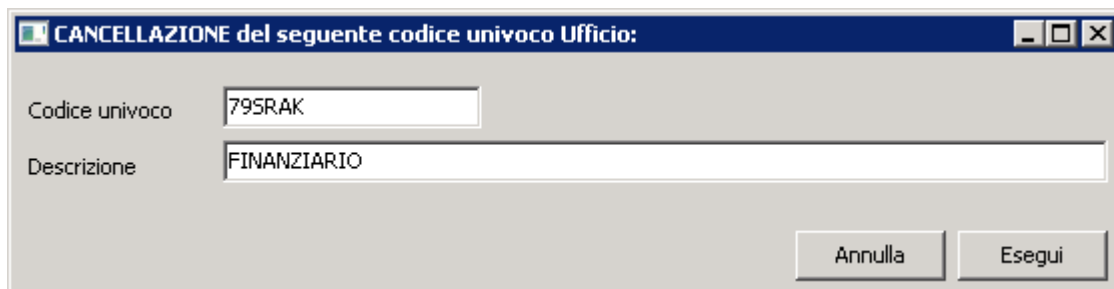 CANCELLAZIONE del seguente codice univoco Ufficio:
Codice univoco 79SRAK
Descrizione FINANZIARIO
Annulla Esegui